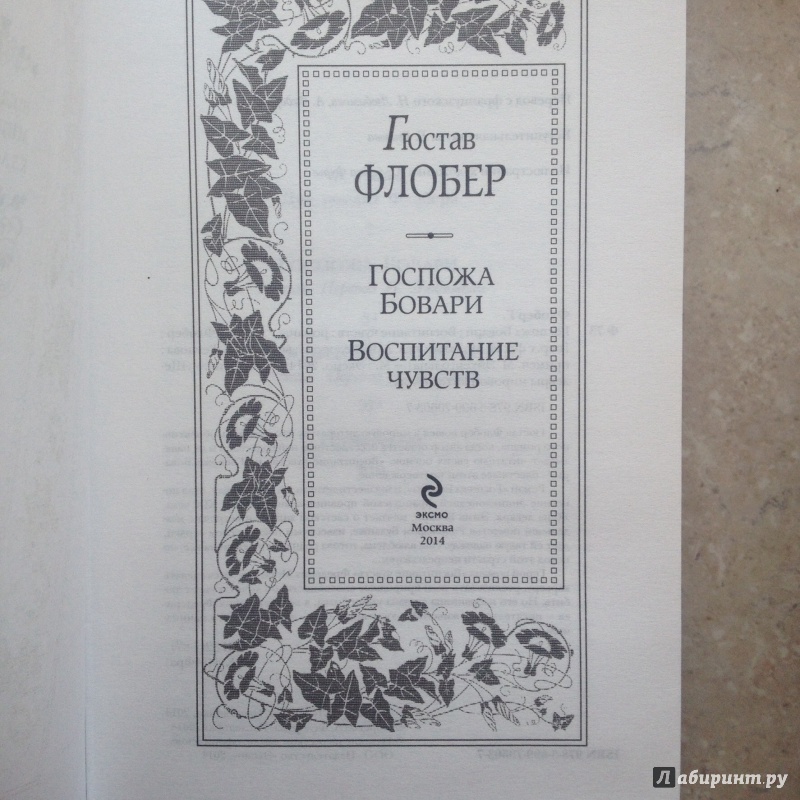 Гюстав
ФЛОБЕР
ГОСПОЖА
БОВАРИ
ВОСПИТАНИЕ
ЧУВСТВ
ЭКСМО
Москва
2014
Лабиринт.ру